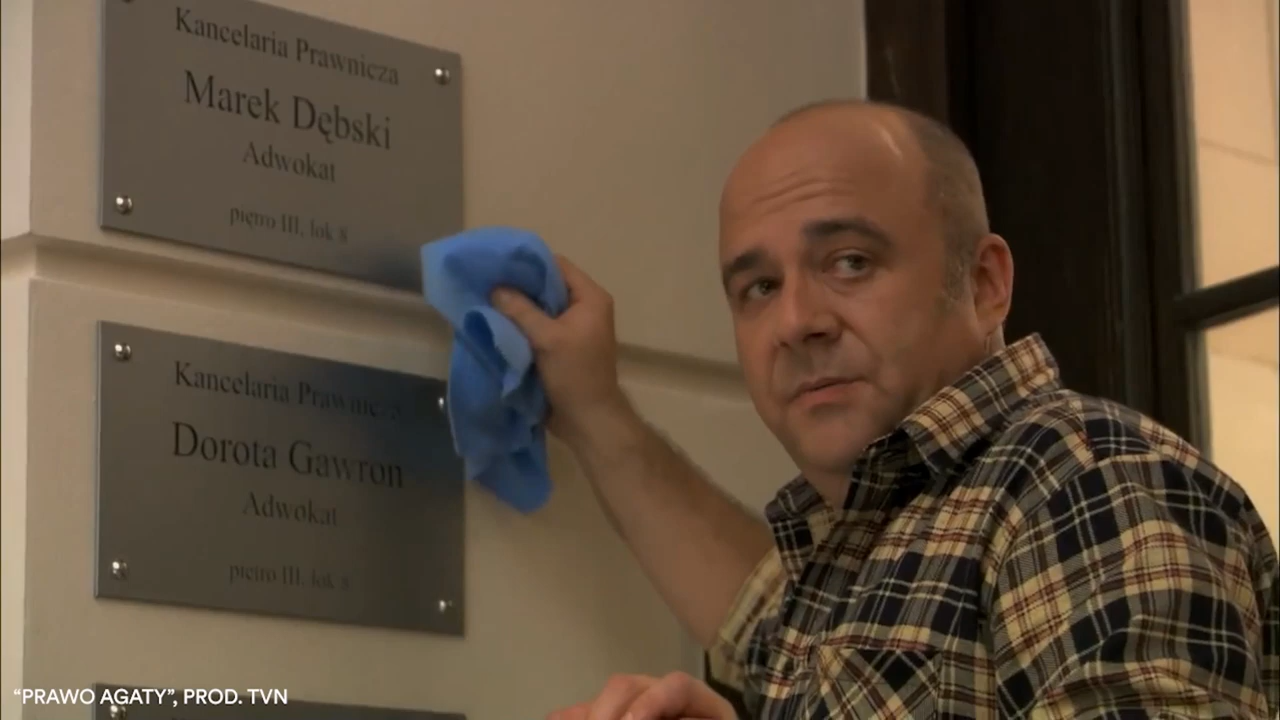 Kancelaria Prawnicza
Marek Dębski
Adwokat
piętro III, lok 8
Kancelaria Prawnicza
Dorota Gawron
Adwokat
piętro III, lok 8
“PRAWO AGATY”, PROD. TVN